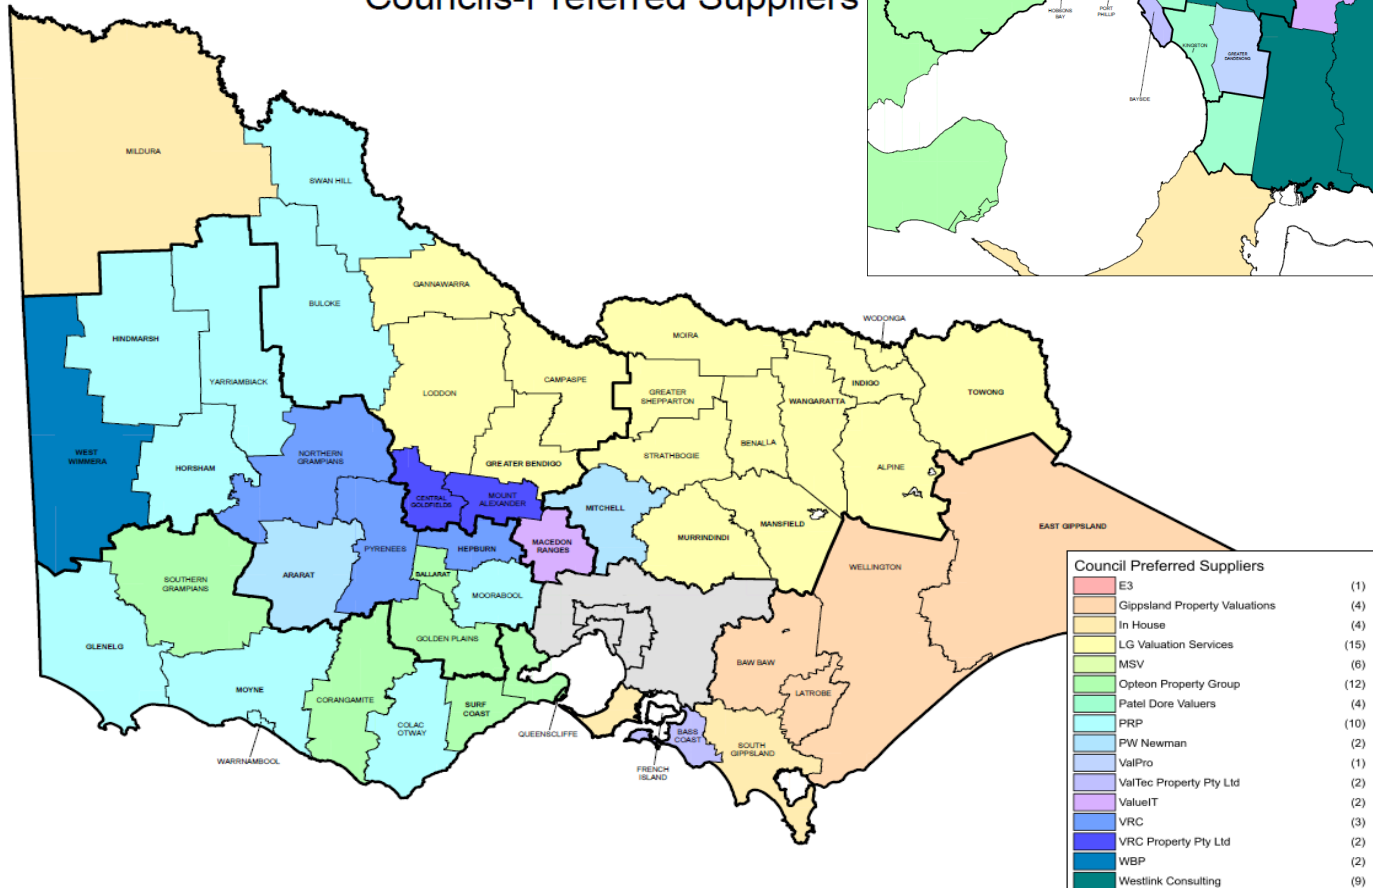 Councils-Preferred Suppliers
HOBSONS
BAY
PORT
PHILLIP
KINGSTON
GREATER
DANDENONG
BAYSIDE
MILDURA
SWAN HILL
GANNAWARRA
BULOKE
HINDMARSH
YARRIAMBIACK
LODDON
CAMPASPE
MOIRA
WODONGA
GREATER
SHEPPARTON
WANGARATTA
INDIGO
TOWONG
BENALLA
ALPINE
STRATHBOGIE
GREATER BENDIGO
WEST
WIMMERA
HORSHAM
NORTHERN
GRAMPIANS
CENTRAL
GOLDFIELDS
MOUNT
ALEXANDER
MITCHELL
MANSFIELD
MURRINDINDI
EAST GIPPSLAND
MACEDON
RANGES
HEPBURN
PYRENEES
ARARAT
SOUTHERN
GRAMPIANS
BALLARAT
MOORABOOL
WELLINGTON
GLENELG
GOLDEN PLAINS
BAW BAW
LATROBE
MOYNE
CORANGAMITE
SURF
COAST
COLAC
OTWAY
QUEENSCLIFFE
BASS
COAST
SOUTH
GIPPSLAND
WARRNAMBOOL
FRENCH
ISLAND
Council Preferred Suppliers
E3 (1)
Gippsland Property Valuations (4)
In House (4)
LG Valuation Services (15)
MSV (6)
Opteon Property Group (12)
Patel Dore Valuers (4)
PRP (10)
PW Newman (2)
ValPro (1)
ValTec Property Pty Ltd (2)
ValueIT (2)
VRC (3)
VRC Property Pty Ltd (2)
WBP (2)
Westlink Consulting (9)